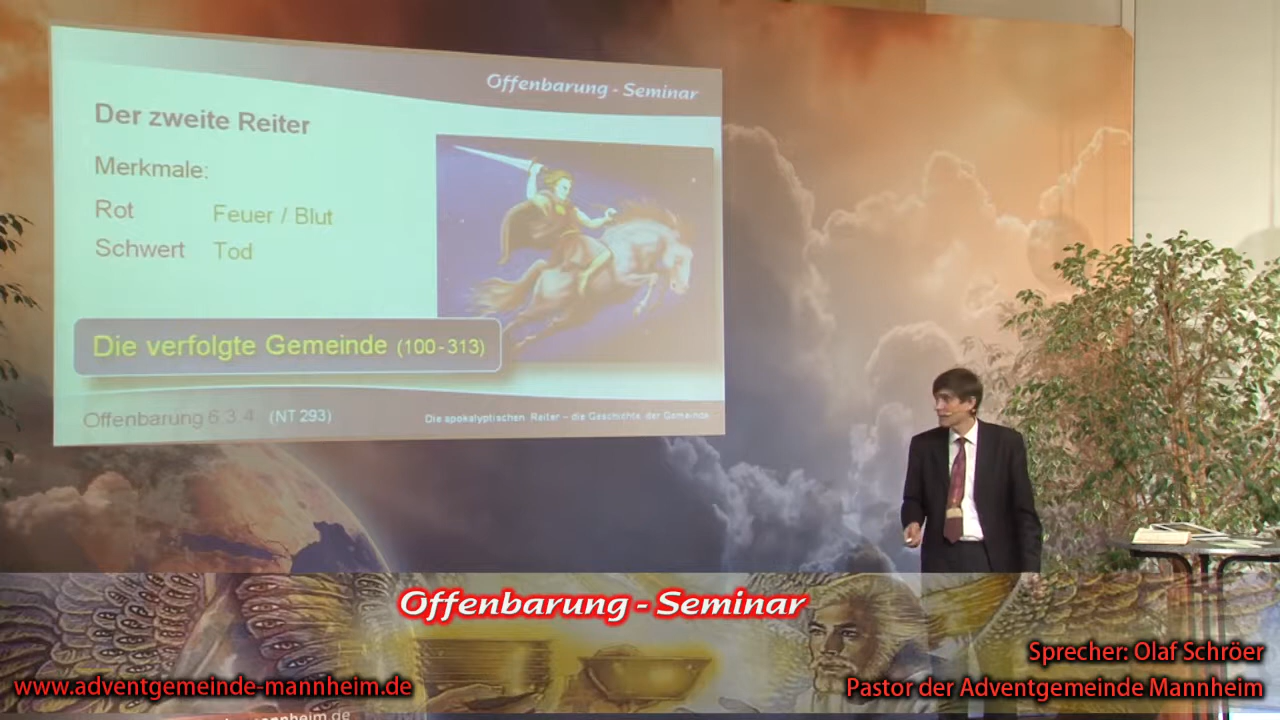 Offenbarung - Seminar
Der zweite Reiter
Merkmale:
Rot Feuer / Blut
Schwert Tod
Die verfolgte Gemeinde (100-313)
Offenbarung 6,3.4 (NT 293)
Die apokalyptischen Reiter – die Geschichte der Gemeinde
Offenbarung - Seminar
Sprecher: Olaf Schröer
www.adventgemeinde-mannheim.de
Pastor der Adventgemeinde Mannheim
mannheim.de